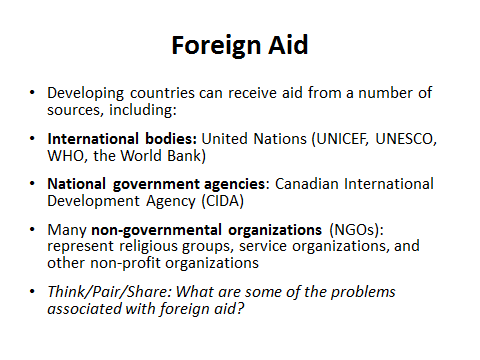 Foreign Aid
• Developing countries can receive aid from a number of
sources, including:
• International bodies: United Nations (UNICEF, UNESCO,
WHO, the World Bank)
• National government agencies: Canadian International
Development Agency (CIDA)
• Many non-governmental organizations (NGOs):
represent religious groups, service organizations, and
other non-profit organizations
• Think/Pair/Share: What are some of the problems
associated with foreign aid?